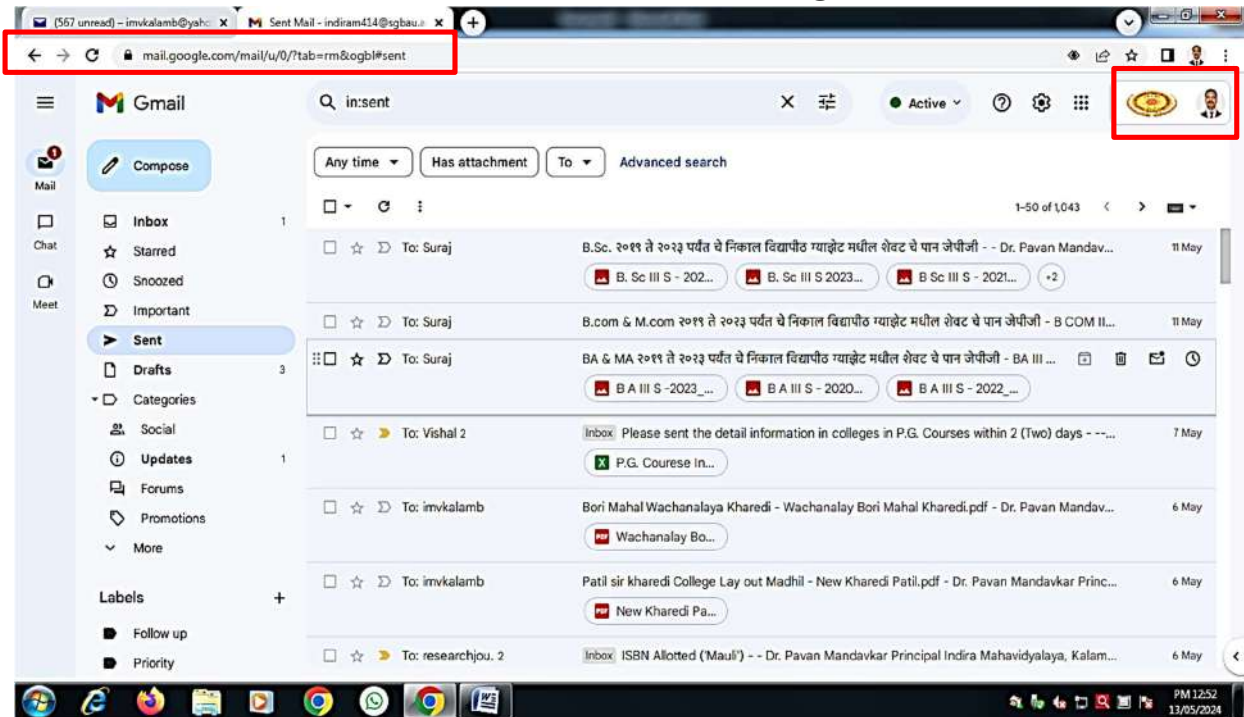 (567 unread) – imvkalamb@yaho X
Sent Mail - indiram414@sgbau.a X +
mail.google.com/mail/u/0/?tab=rm&ogbl#sent
Gmail
in:sent
Active
Mail
Chat
Meet
Compose
Inbox 1
Starred
Snoozed
Important
Sent
Drafts 3
Categories
Social
Updates 1
Forums
Promotions
More
Labels +
Follow up
Priority
Any time Has attachment To Advanced search
1–50 of 1,043
To: Suraj B.Sc. २०१९ ते २०२३ पर्यंत चे निकाल विद्यापीठ ग्याझेट मधील शेवट चे पान जेपीजी - - Dr. Pavan Mandav... 11 May
B. Sc III S - 202... B. Sc III S 2023... B Sc III S - 2021... +2
To: Suraj B.com & M.com २०१९ ते २०२३ पर्यंत चे निकाल विद्यापीठ ग्याझेट मधील शेवट चे पान जेपीजी - B COM II... 11 May
To: Suraj BA & MA २०१९ ते २०२३ पर्यंत चे निकाल विद्यापीठ ग्याझेट मधील शेवट चे पान जेपीजी - BA III ...
B A III S -2023_... B A III S - 2020... B A III S - 2022_...
To: Vishal 2 Inbox Please sent the detail information in colleges in P.G. Courses within 2 (Two) days - --... 7 May
P.G. Courese In...
To: imvkalamb Bori Mahal Wachanalaya Kharedi - Wachanalay Bori Mahal Kharedi.pdf - Dr. Pavan Mandav... 6 May
PDF Wachanalay Bo...
To: imvkalamb Patil sir kharedi College Lay out Madhil - New Kharedi Patil.pdf - Dr. Pavan Mandavkar Princ... 6 May
PDF New Kharedi Pa...
To: researchjou. 2 Inbox ISBN Allotted ('Mauli') - - Dr. Pavan Mandavkar Principal Indira Mahavidyalaya, Kalam... 6 May
PM 12:52
13/05/2024